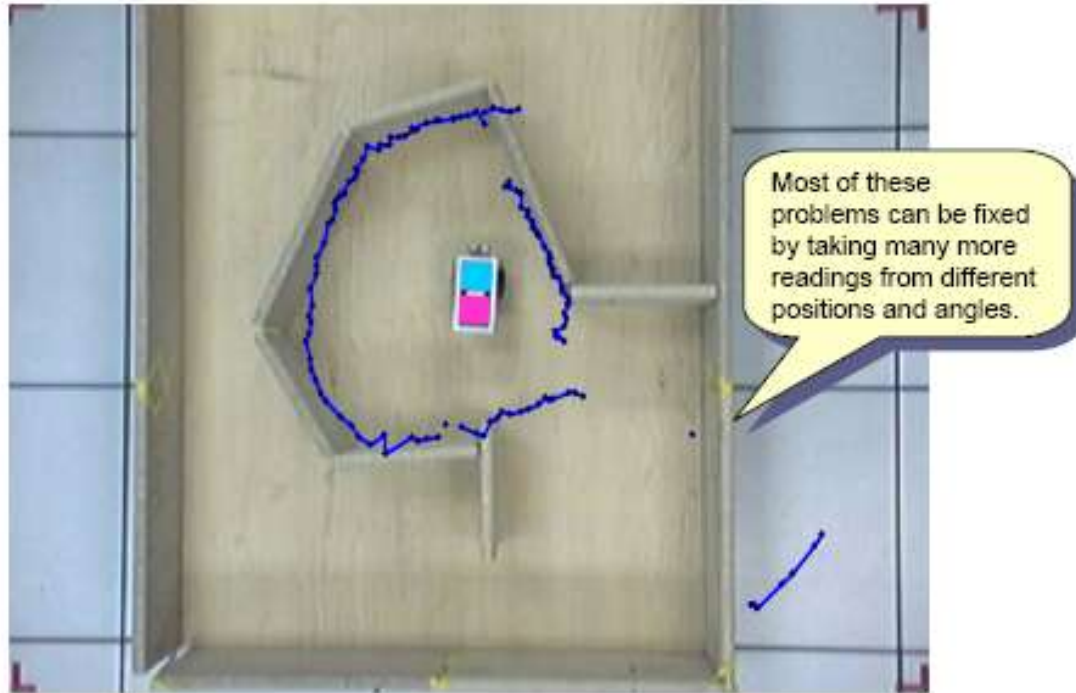 Most of these
problems can be fixed
by taking many more
readings from different
positions and angles.